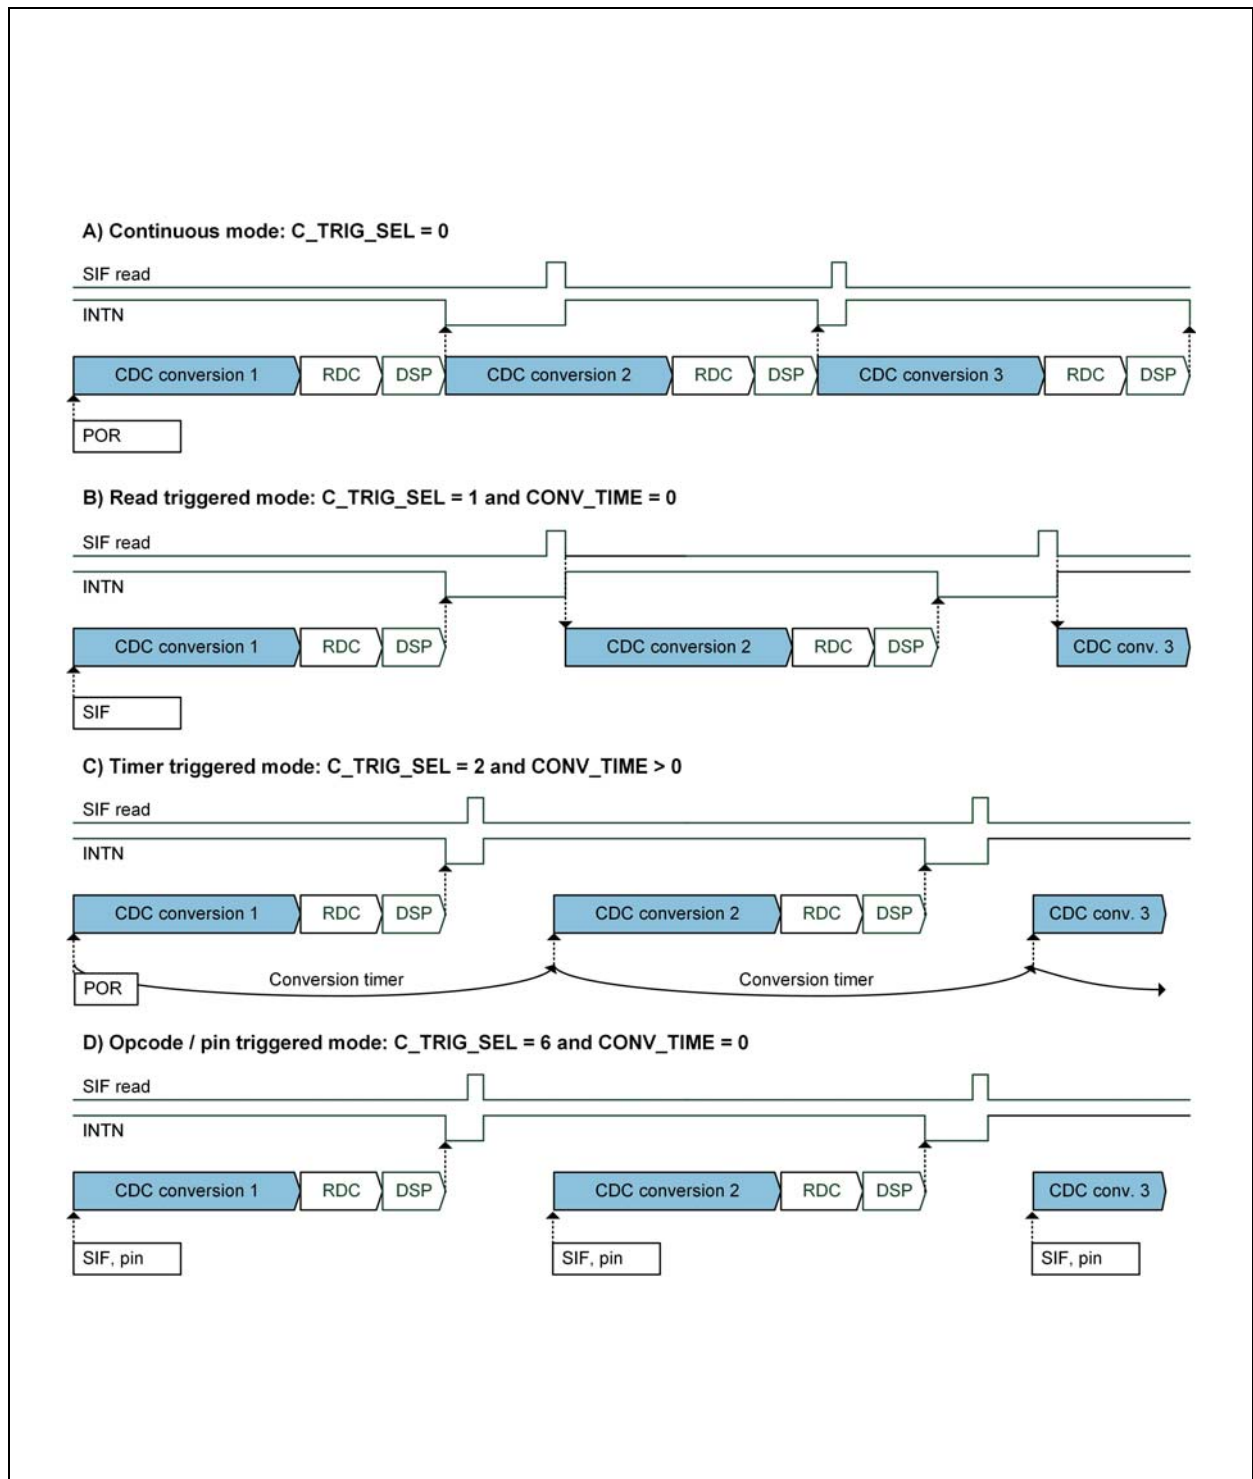 A) Continuous mode: C_TRIG_SEL = 0
SIF read
INTN
CDC conversion 1 RDC DSP CDC conversion 2 RDC DSP CDC conversion 3 RDC DSP
POR
B) Read triggered mode: C_TRIG_SEL = 1 and CONV_TIME = 0
SIF read
INTN
CDC conversion 1 RDC DSP CDC conversion 2 RDC DSP CDC conv. 3
SIF
C) Timer triggered mode: C_TRIG_SEL = 2 and CONV_TIME > 0
SIF read
INTN
CDC conversion 1 RDC DSP CDC conversion 2 RDC DSP CDC conv. 3
POR Conversion timer Conversion timer
D) Opcode / pin triggered mode: C_TRIG_SEL = 6 and CONV_TIME = 0
SIF read
INTN
CDC conversion 1 RDC DSP CDC conversion 2 RDC DSP CDC conv. 3
SIF, pin SIF, pin SIF, pin